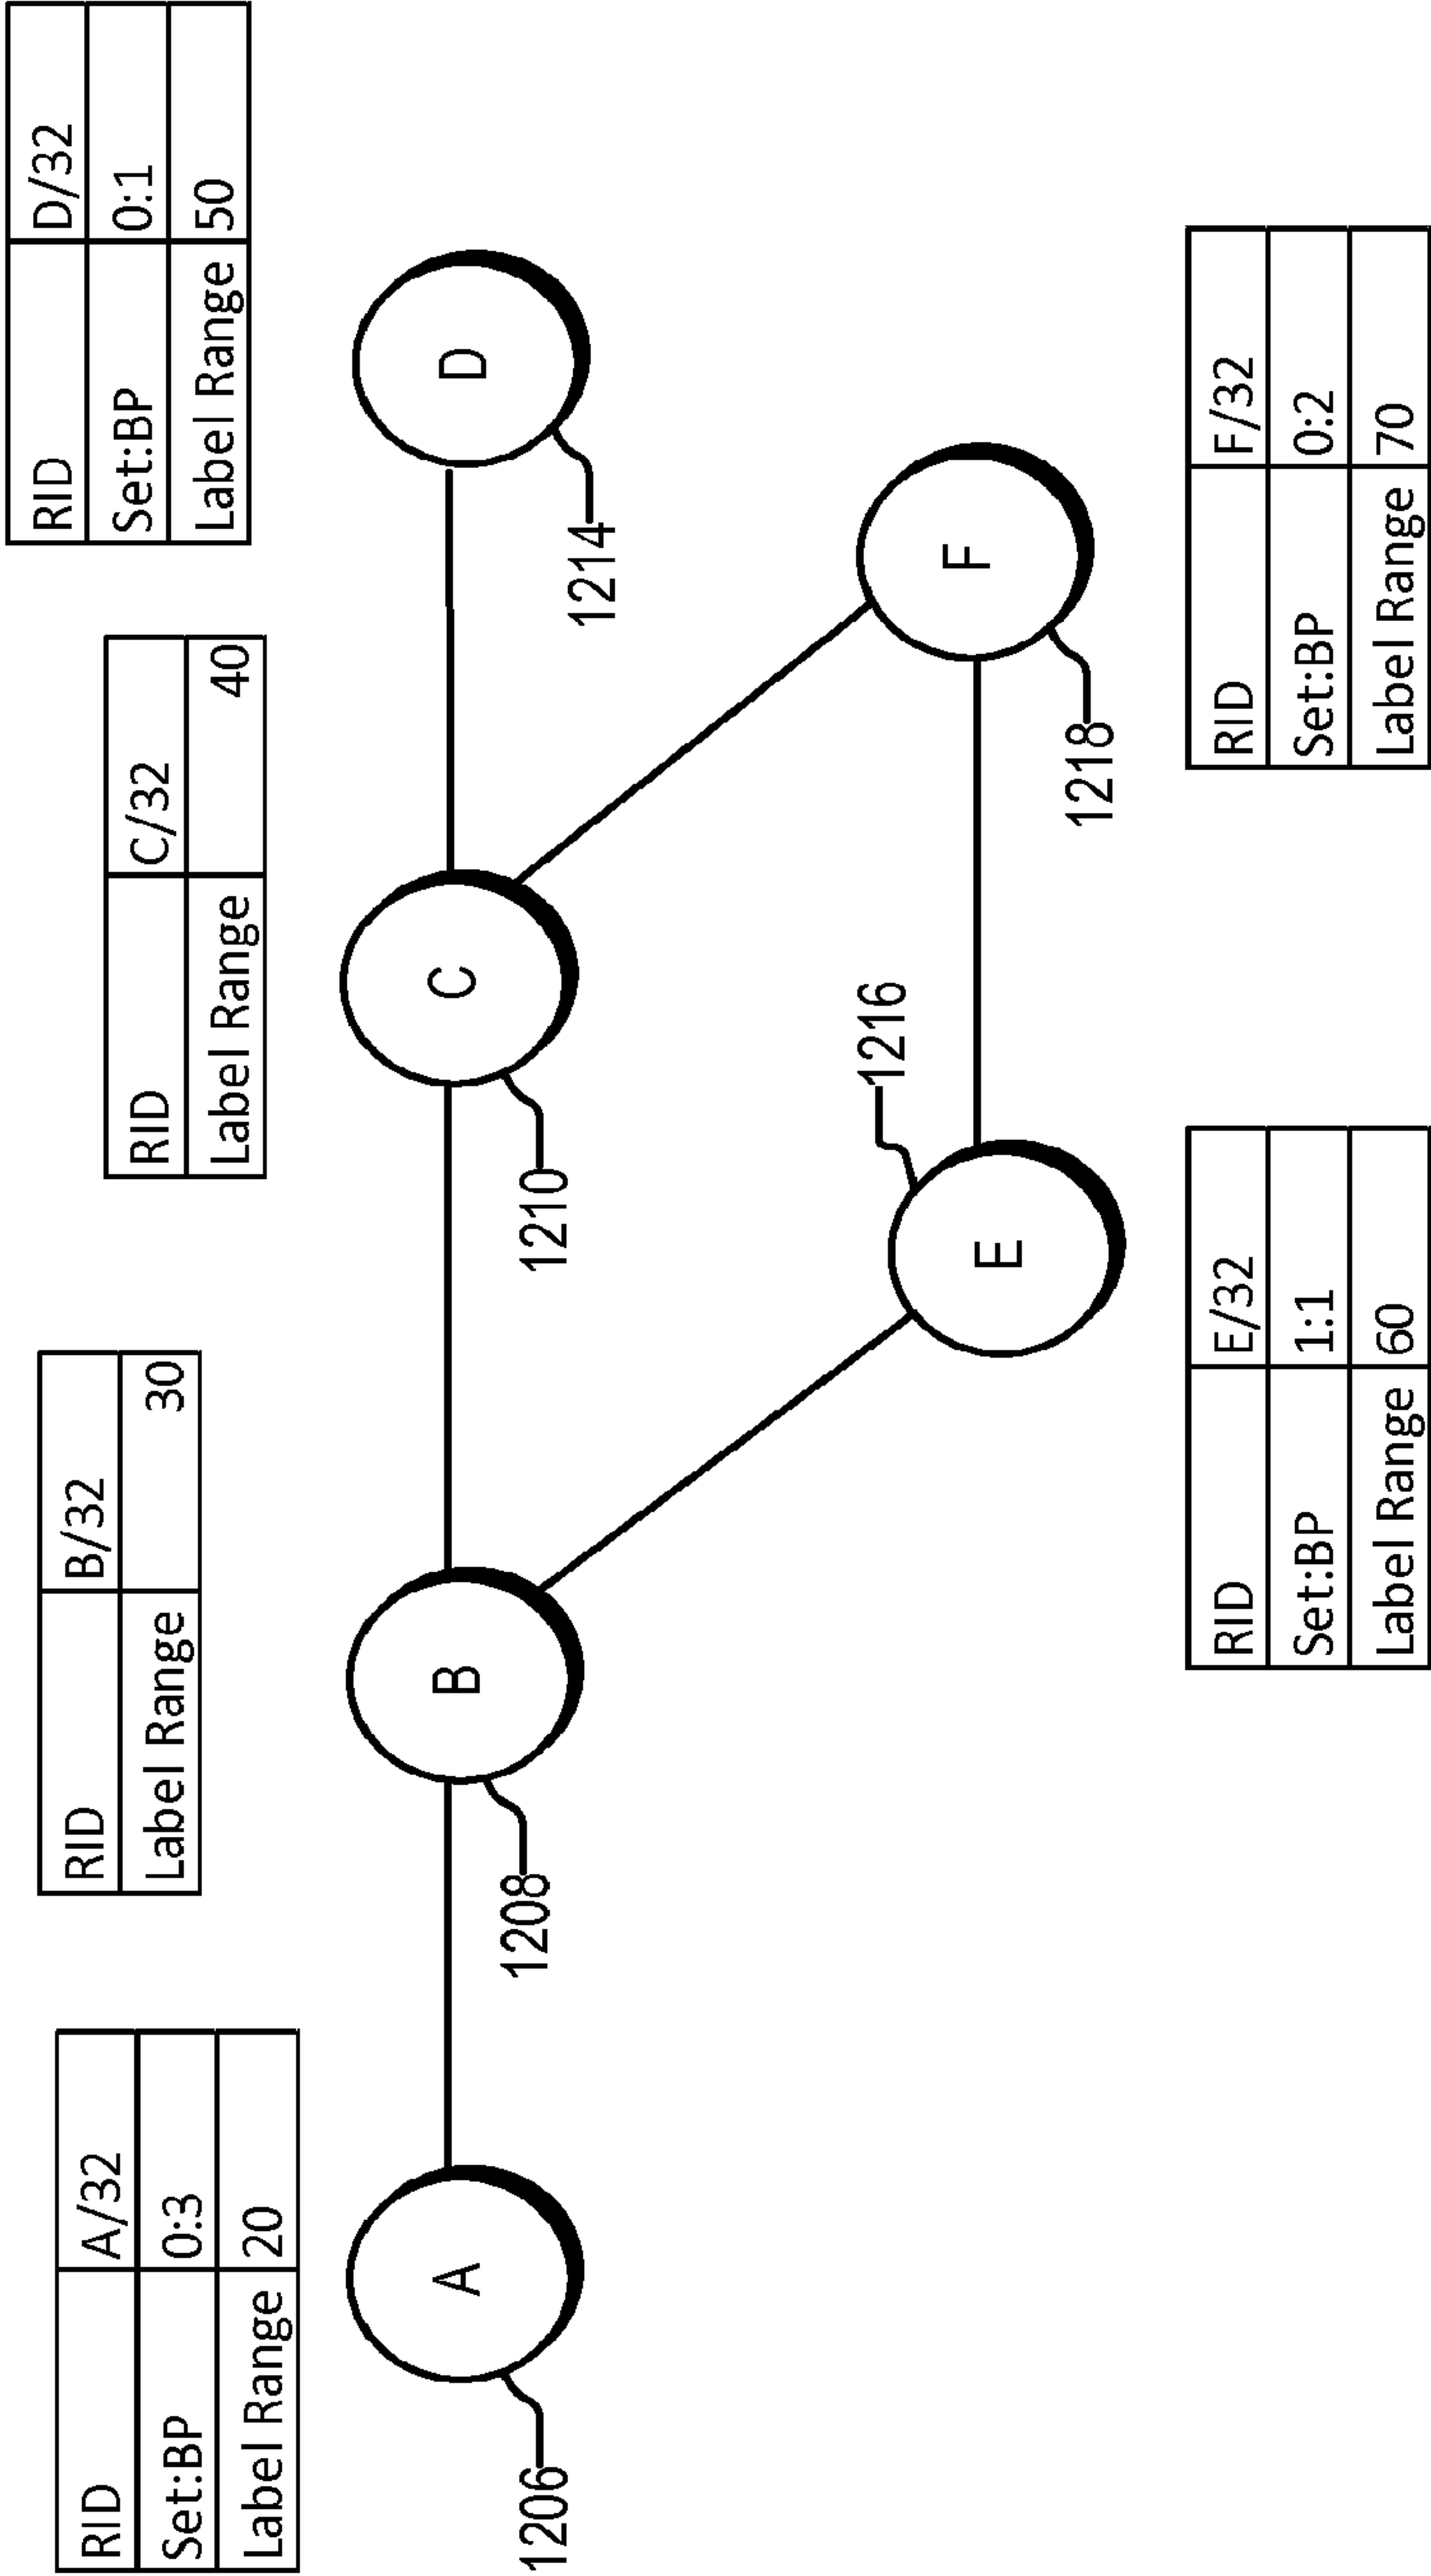 RID A/32
Set:BP 0:3
Label Range 20
RID B/32
Label Range 30
RID C/32
Label Range 40
RID D/32
Set:BP 0:1
Label Range 50
A
B
C
D
1206
1208
1210
1214
1216
E
F
1218
RID E/32
Set:BP 1:1
Label Range 60
RID F/32
Set:BP 0:2
Label Range 70